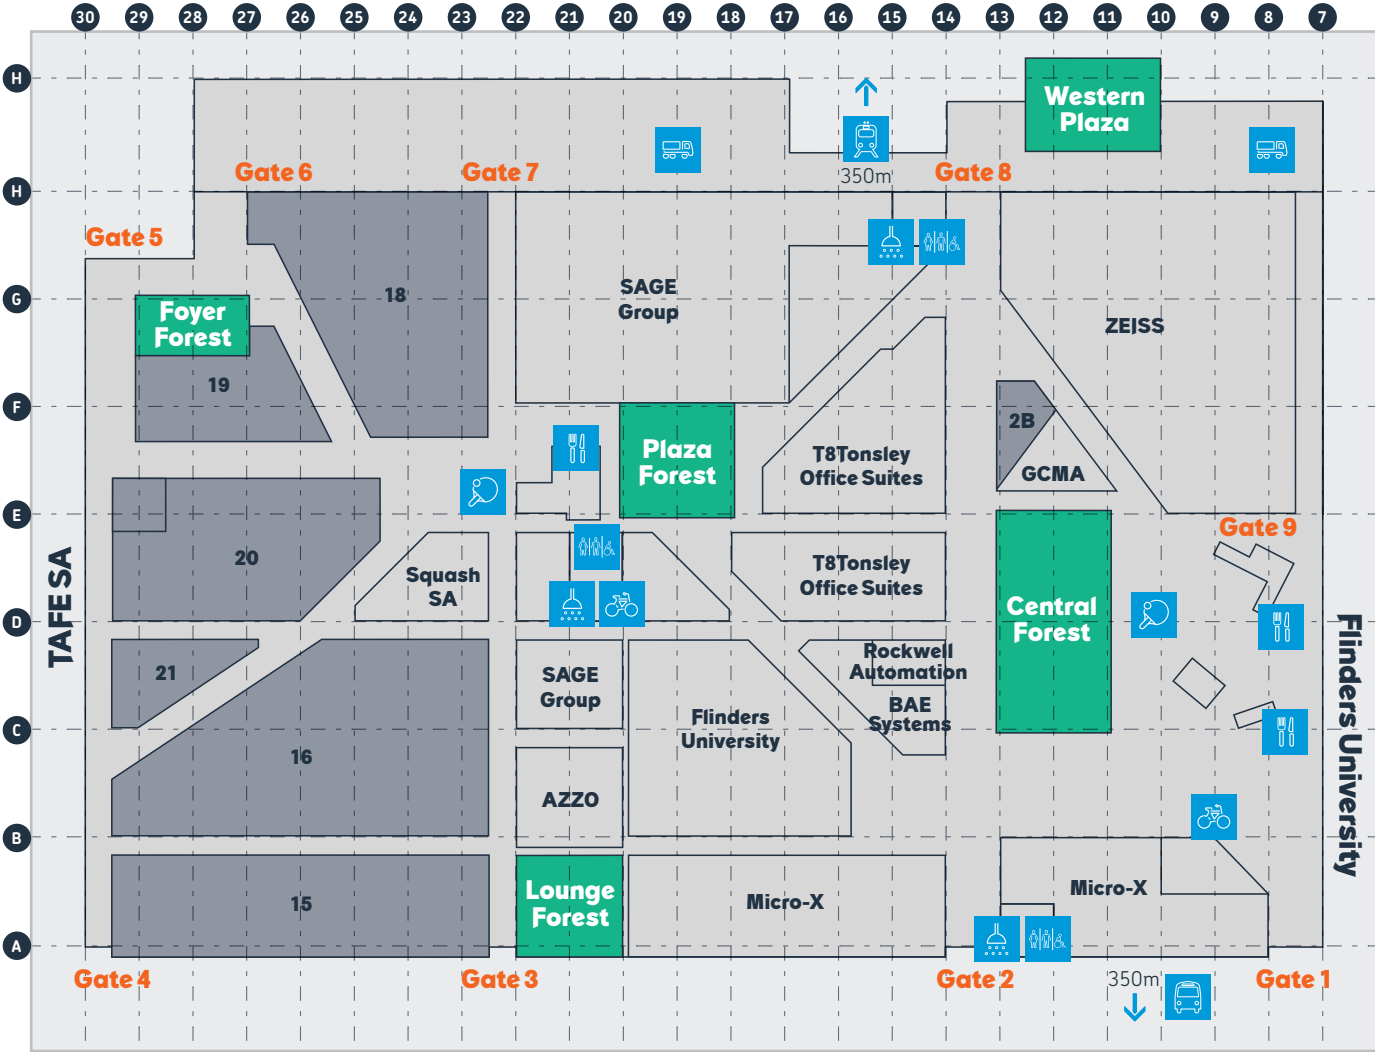 30 29 28 27 26 25 24 23 22 21 20 19 18 17 16 15 14 13 12 11 10 9 8 7
H
Western
Plaza
350m
Gate 6
Gate 7
Gate 8
H
Gate 5
G
SAGE
Group
18
Foyer
Forest
ZEISS
19
F
2B
Plaza
Forest
T8Tonsley
Office Suites
GCMA
E
Gate 9
TAFE SA
20
Squash
SA
T8Tonsley
Office Suites
Central
Forest
D
Flinders University
21
SAGE
Group
Rockwell
Automation
BAE
Systems
Flinders
University
C
16
AZZO
B
15
Lounge
Forest
Micro-X
Micro-X
A
Gate 4
Gate 3
Gate 2
350m
Gate 1